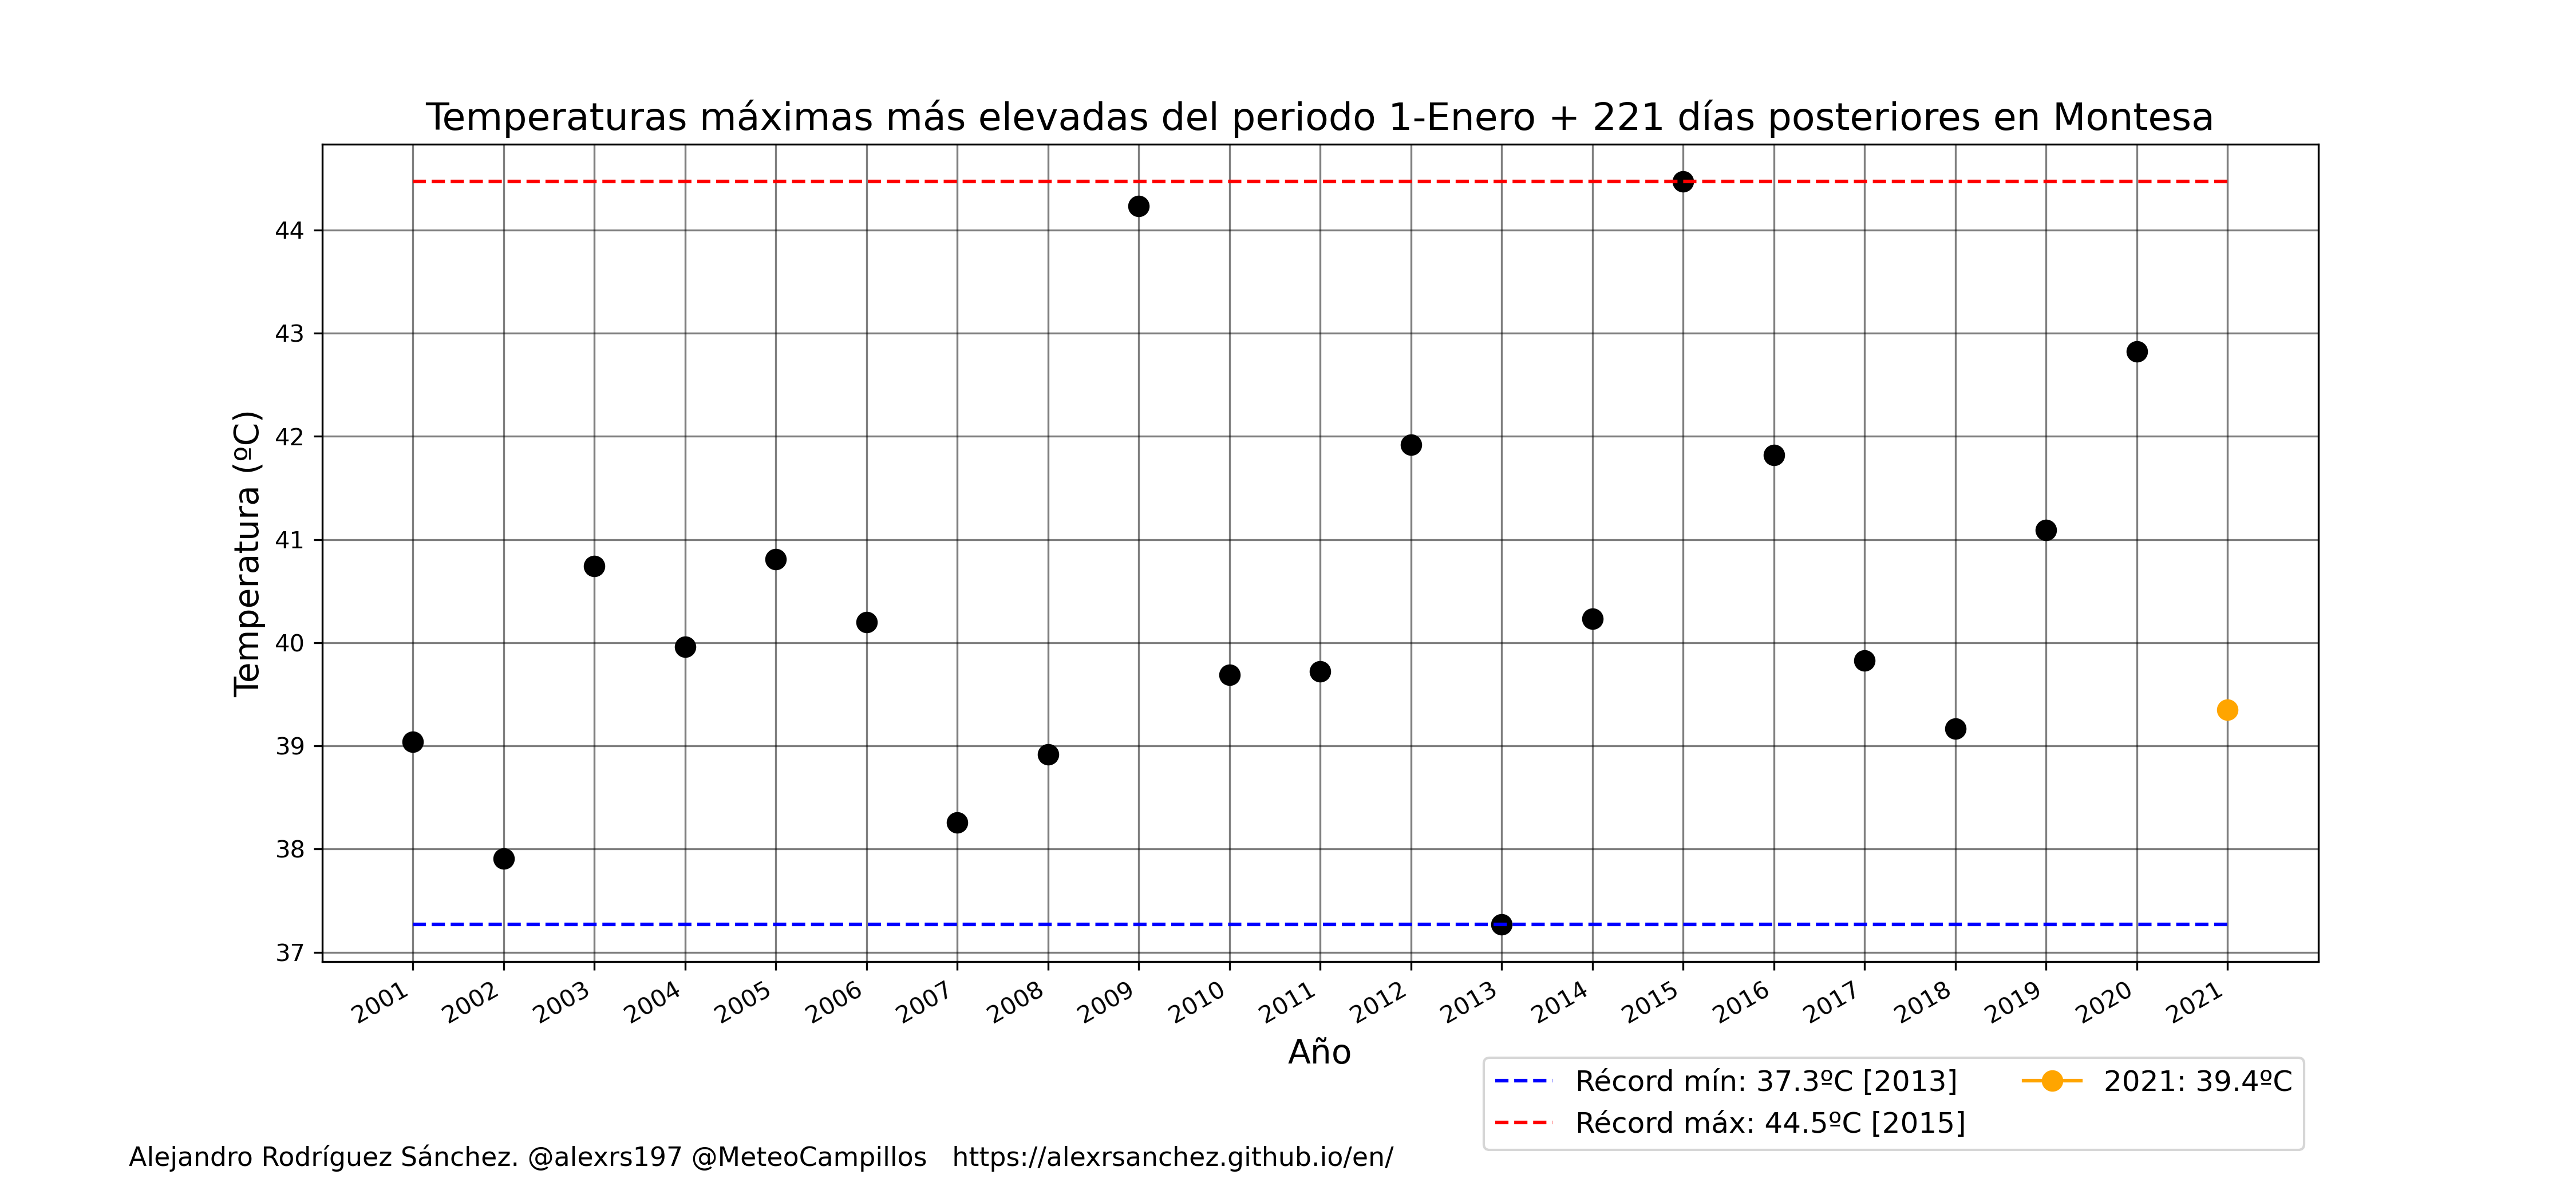 Temperaturas máximas más elevadas del periodo 1-Enero + 221 días posteriores en Montesa
Temperatura (ºC)
44
43
42
41
40
39
38
37
2001 2002 2003 2004 2005 2006 2007 2008 2009 2010 2011 2012 2013 2014 2015 2016 2017 2018 2019 2020 2021
Año
Récord mín: 37.3ºC [2013]
Récord máx: 44.5ºC [2015]
2021: 39.4ºC
Alejandro Rodríguez Sánchez. @alexrs197 @MeteoCampillos https://alexrsanchez.github.io/en/